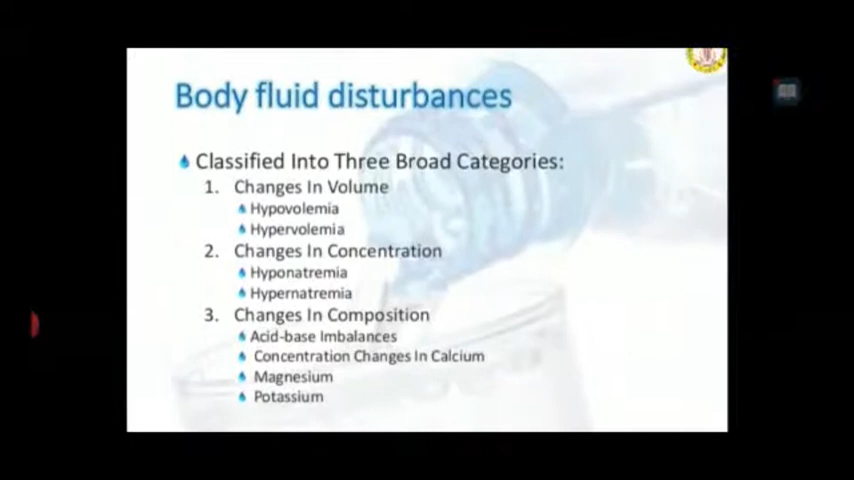 Body fluid disturbances
Classified Into Three Broad Categories:
1. Changes In Volume
Hypovolemia
Hypervolemia
2. Changes In Concentration
Hyponatremia
Hypernatremia
3. Changes In Composition
Acid-base Imbalances
Concentration Changes In Calcium
Magnesium
Potassium